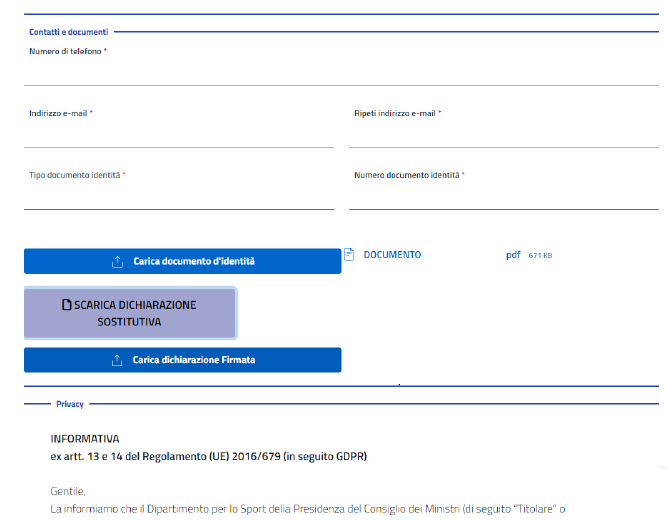 Contatti e documenti
Numero di telefono *
Indirizzo e-mail * Ripeti indirizzo e-mail *
Tipo documento identità * Numero documento identità *
Carica documento d'identità DOCUMENTO pdf 671 KB
SCARICA DICHIARAZIONE
SOSTITUTIVA
Carica dichiarazione Firmata
Privacy
INFORMATIVA
ex artt. 13 e 14 del Regolamento (UE) 2016/679 (in seguito GDPR)
Gentile,
La informiamo che il Dipartimento per lo Sport della Presidenza del Consiglio dei Ministri (di seguito "Titolare" o